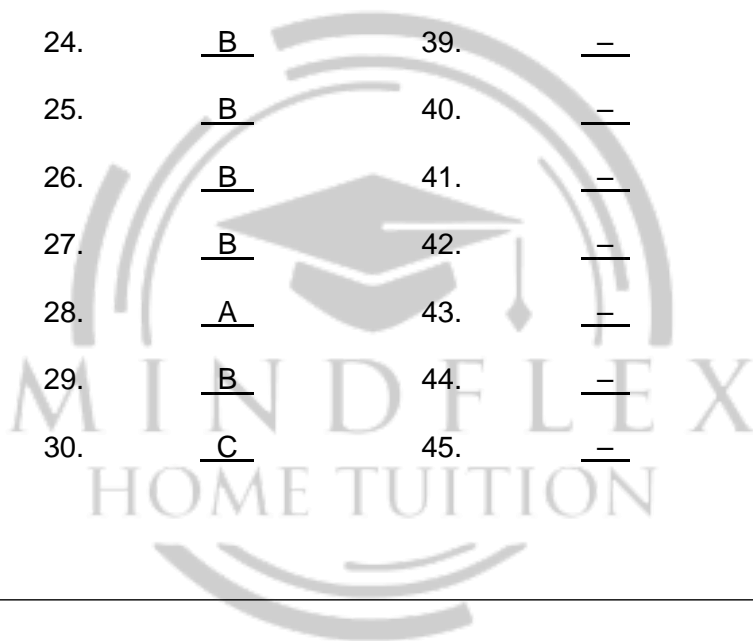 24. B 39. –
25. B 40. –
26. B 41. –
27. B 42. –
28. A 43. –
29. B 44. –
30. C 45. –
MINDFLEX
HOME TUITION